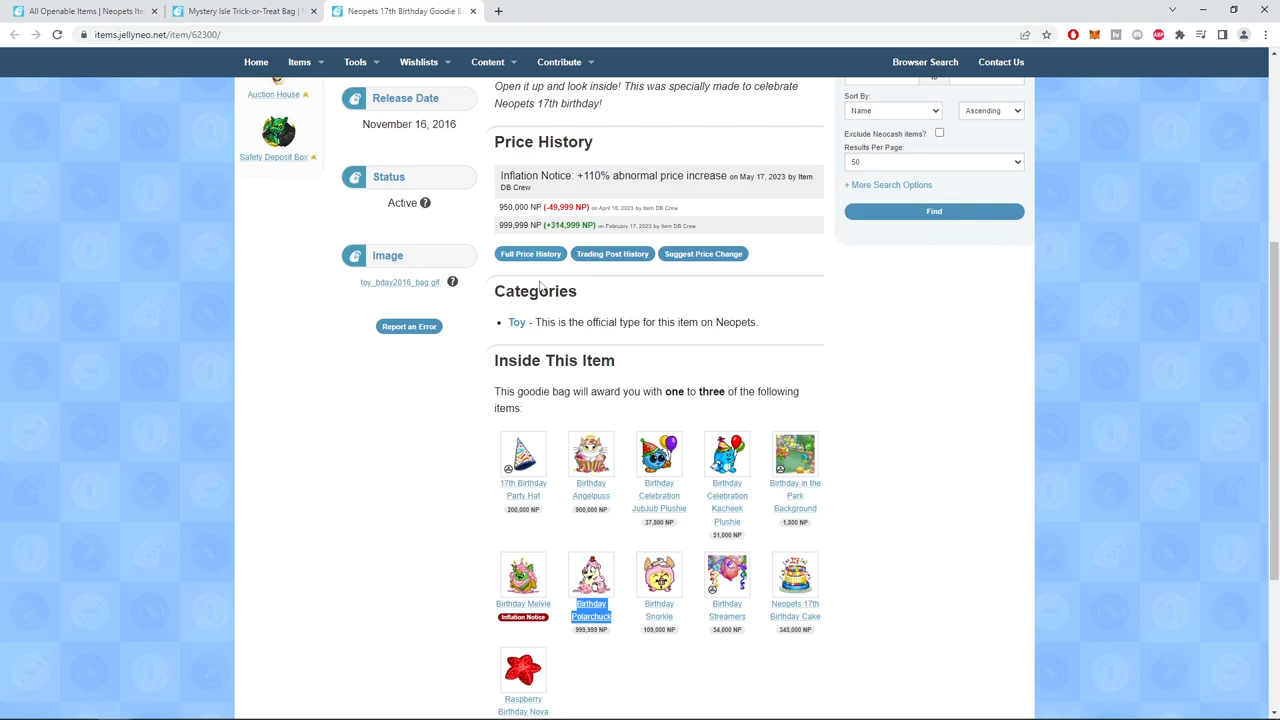 All Openable Items | Neopets Item
Mystery Isle Trick-or-Treat Bag |
Neopets 17th Birthday Goodie B
items.jellyneo.net/item/62300/
Home
Items
Tools
Wishlists
Content
Contribute
Browser Search
Contact Us
Auction House
Safety Deposit Box
Release Date
November 16, 2016
Status
Active
Image
toy_bday2016_bag.gif
Report an Error
Open it up and look inside! This was specially made to celebrate
Neopets 17th birthday!
Price History
Inflation Notice: +110% abnormal price increase on May 17, 2023 by Item
DB Crew
950,000 NP (-49,999 NP) on April 18, 2023 by Item DB Crew
999,999 NP (+314,999 NP) on February 17, 2023 by Item DB Crew
Full Price History
Trading Post History
Suggest Price Change
Categories
• Toy - This is the official type for this item on Neopets.
Inside This Item
This goodie bag will award you with one to three of the following
items:
17th Birthday
Party Hat
200,000 NP
Birthday
Angelpuss
900,000 NP
Birthday
Celebration
JubJub Plushie
37,800 NP
Birthday
Celebration
Kacheek
Plushie
51,000 NP
Birthday in the
Park
Background
1,800 NP
Birthday Melvie
Inflation Notice
Birthday
Polarchuck
999,999 NP
Birthday
Snorkle
109,000 NP
Birthday
Streamers
54,000 NP
Neopets 17th
Birthday Cake
345,000 NP
Raspberry
Birthday Nova
Sort By:
Name
Ascending
Exclude Neocash items?
Results Per Page:
50
+ More Search Options
Find